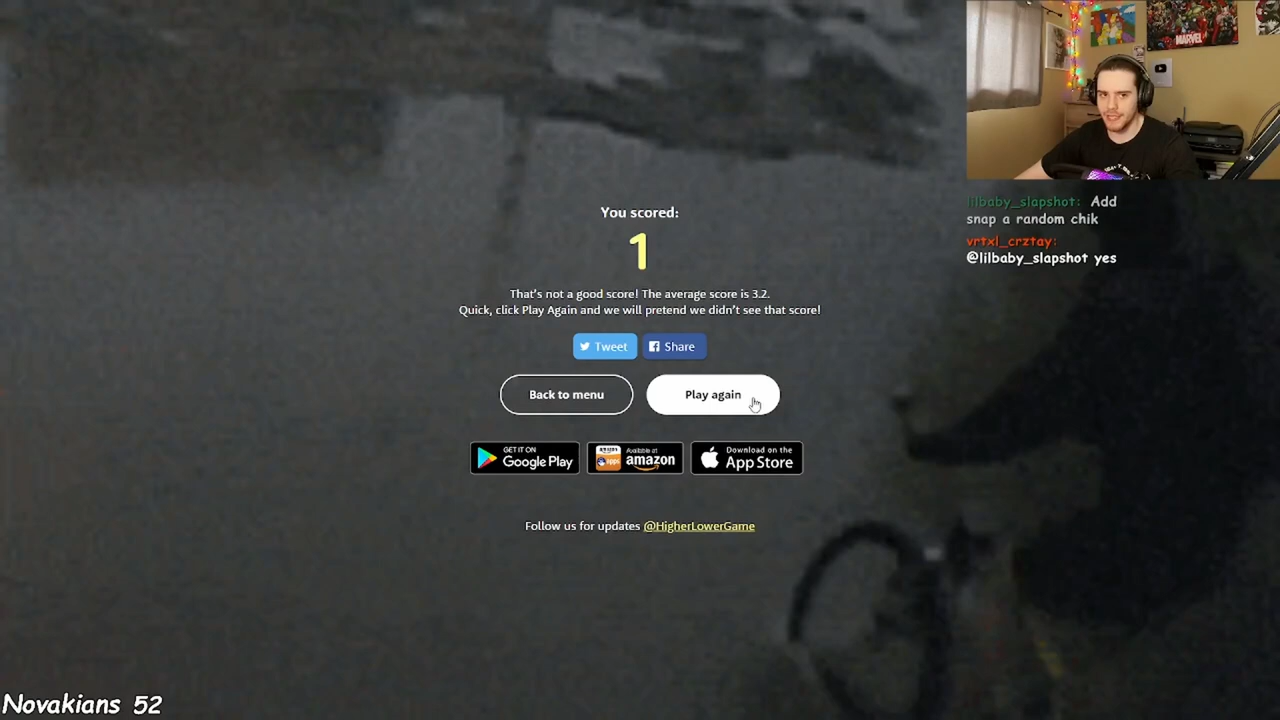 MARVEL
lilbaby_slapshot: Add
snap a random chik
vrtxl_crztay:
@lilbaby_slapshot yes
You scored:
1
That's not a good score! The average score is 3.2.
Quick, click Play Again and we will pretend we didn't see that score!
Tweet
Share
Back to menu
Play again
GET IT ON
Google Play
Available at
amazon
Download on the
App Store
Follow us for updates @HigherLowerGame
Novakians 52